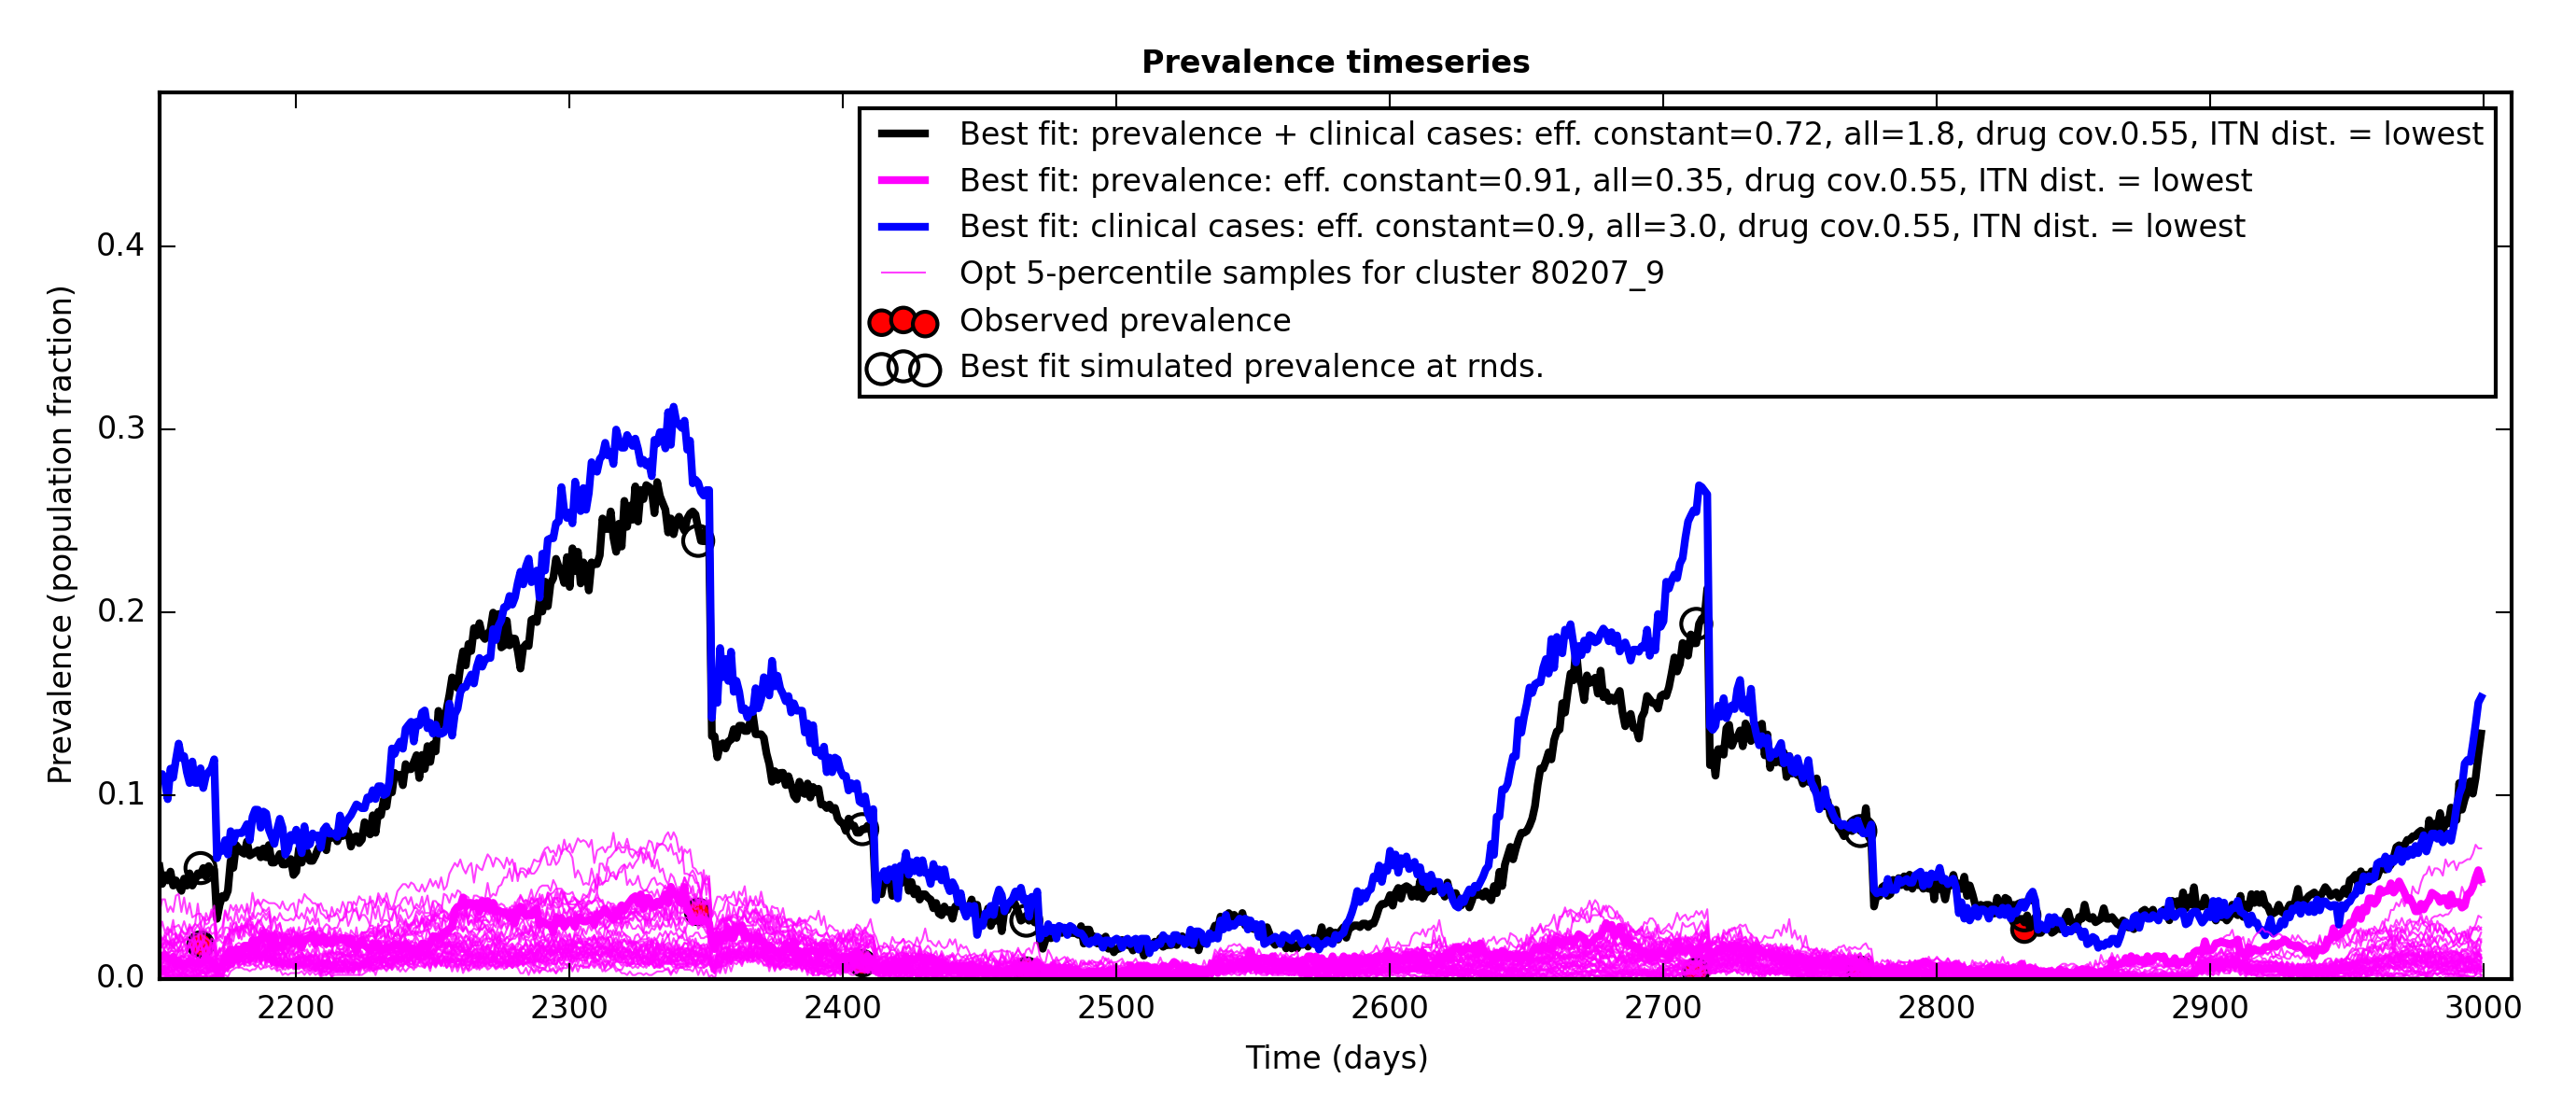 Prevalence timeseries
Best fit: prevalence + clinical cases: eff. constant=0.72, all=1.8, drug cov.0.55, ITN dist. = lowest
Best fit: prevalence: eff. constant=0.91, all=0.35, drug cov.0.55, ITN dist. = lowest
Best fit: clinical cases: eff. constant=0.9, all=3.0, drug cov.0.55, ITN dist. = lowest
Opt 5-percentile samples for cluster 80207_9
Observed prevalence
Best fit simulated prevalence at rnds.
Prevalence (population fraction)
0.4
0.3
0.2
0.1
0.0
2200 2300 2400 2500 2600 2700 2800 2900 3000
Time (days)